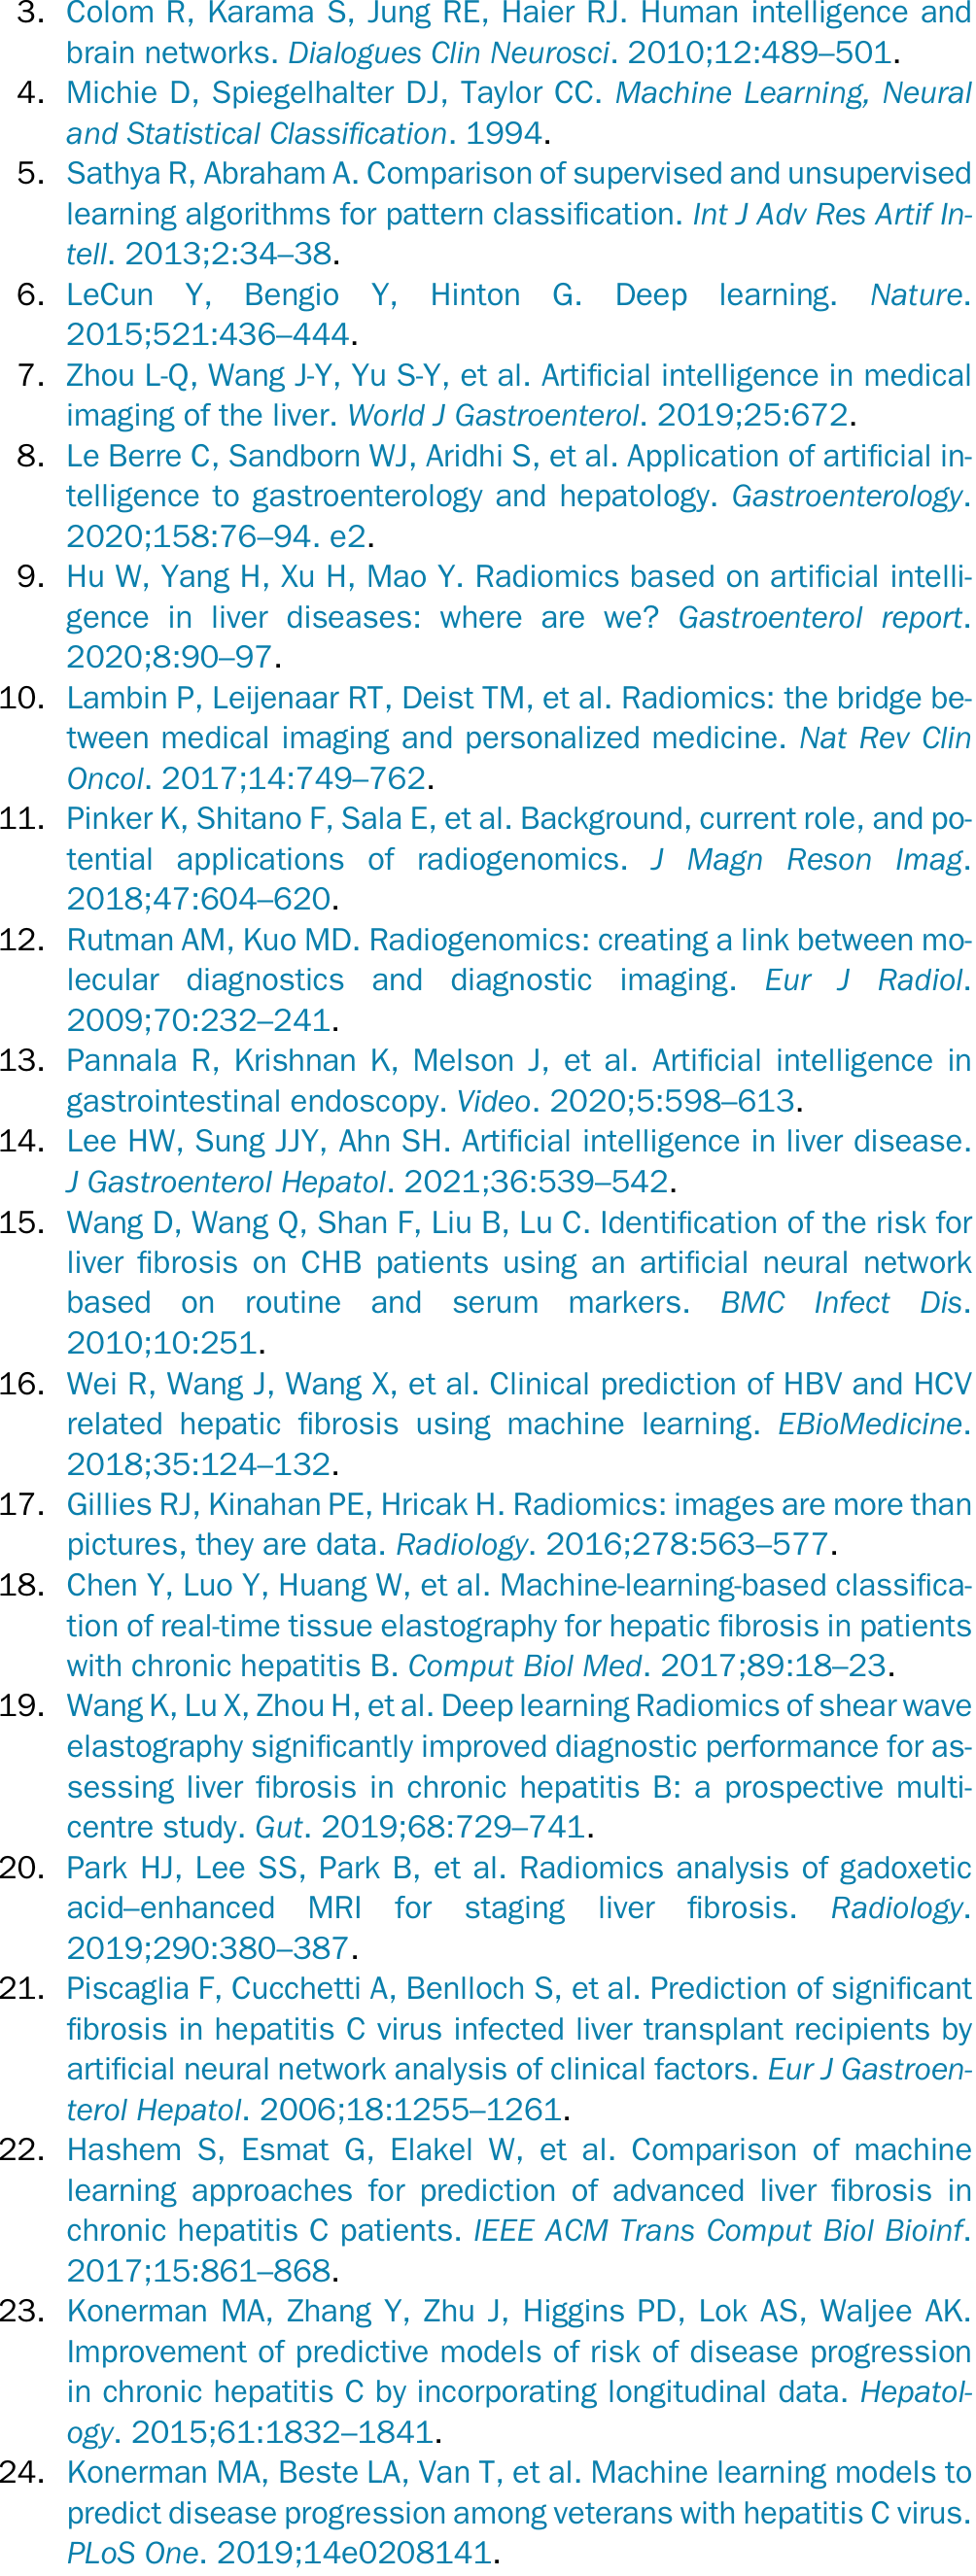 3. Colom R, Karama S, Jung RE, Haier RJ. Human intelligence and
brain networks. Dialogues Clin Neurosci. 2010;12:489–501.
4. Michie D, Spiegelhalter DJ, Taylor CC. Machine Learning, Neural
and Statistical Classification. 1994.
5. Sathya R, Abraham A. Comparison of supervised and unsupervised
learning algorithms for pattern classification. Int J Adv Res Artif In-
tell. 2013;2:34–38.
6. LeCun Y, Bengio Y, Hinton G. Deep learning. Nature.
2015;521:436–444.
7. Zhou L-Q, Wang J-Y, Yu S-Y, et al. Artificial intelligence in medical
imaging of the liver. World J Gastroenterol. 2019;25:672.
8. Le Berre C, Sandborn WJ, Aridhi S, et al. Application of artificial in-
telligence to gastroenterology and hepatology. Gastroenterology.
2020;158:76–94. e2.
9. Hu W, Yang H, Xu H, Mao Y. Radiomics based on artificial intelli-
gence in liver diseases: where are we? Gastroenterol report.
2020;8:90–97.
10. Lambin P, Leijenaar RT, Deist TM, et al. Radiomics: the bridge be-
tween medical imaging and personalized medicine. Nat Rev Clin
Oncol. 2017;14:749–762.
11. Pinker K, Shitano F, Sala E, et al. Background, current role, and po-
tential applications of radiogenomics. J Magn Reson Imag.
2018;47:604–620.
12. Rutman AM, Kuo MD. Radiogenomics: creating a link between mo-
lecular diagnostics and diagnostic imaging. Eur J Radiol.
2009;70:232–241.
13. Pannala R, Krishnan K, Melson J, et al. Artificial intelligence in
gastrointestinal endoscopy. Video. 2020;5:598–613.
14. Lee HW, Sung JJY, Ahn SH. Artificial intelligence in liver disease.
J Gastroenterol Hepatol. 2021;36:539–542.
15. Wang D, Wang Q, Shan F, Liu B, Lu C. Identification of the risk for
liver fibrosis on CHB patients using an artificial neural network
based on routine and serum markers. BMC Infect Dis.
2010;10:251.
16. Wei R, Wang J, Wang X, et al. Clinical prediction of HBV and HCV
related hepatic fibrosis using machine learning. EBioMedicine.
2018;35:124–132.
17. Gillies RJ, Kinahan PE, Hricak H. Radiomics: images are more than
pictures, they are data. Radiology. 2016;278:563–577.
18. Chen Y, Luo Y, Huang W, et al. Machine-learning-based classifica-
tion of real-time tissue elastography for hepatic fibrosis in patients
with chronic hepatitis B. Comput Biol Med. 2017;89:18–23.
19. Wang K, Lu X, Zhou H, et al. Deep learning Radiomics of shear wave
elastography significantly improved diagnostic performance for as-
sessing liver fibrosis in chronic hepatitis B: a prospective multi-
centre study. Gut. 2019;68:729–741.
20. Park HJ, Lee SS, Park B, et al. Radiomics analysis of gadoxetic
acid–enhanced MRI for staging liver fibrosis. Radiology.
2019;290:380–387.
21. Piscaglia F, Cucchetti A, Benlloch S, et al. Prediction of significant
fibrosis in hepatitis C virus infected liver transplant recipients by
artificial neural network analysis of clinical factors. Eur J Gastroen-
terol Hepatol. 2006;18:1255–1261.
22. Hashem S, Esmat G, Elakel W, et al. Comparison of machine
learning approaches for prediction of advanced liver fibrosis in
chronic hepatitis C patients. IEEE ACM Trans Comput Biol Bioinf.
2017;15:861–868.
23. Konerman MA, Zhang Y, Zhu J, Higgins PD, Lok AS, Waljee AK.
Improvement of predictive models of risk of disease progression
in chronic hepatitis C by incorporating longitudinal data. Hepatol-
ogy. 2015;61:1832–1841.
24. Konerman MA, Beste LA, Van T, et al. Machine learning models to
predict disease progression among veterans with hepatitis C virus.
PLoS One. 2019;14e0208141.